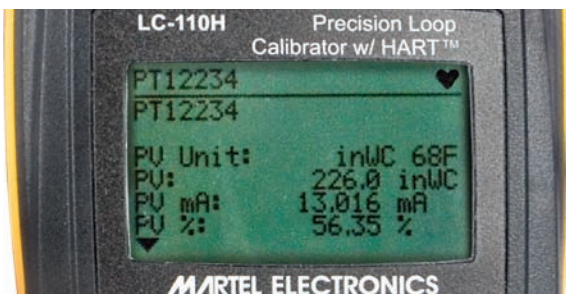 LC-110H Precision Loop
Calibrator w/ HART™
PT12234
PT12234
PV Unit: inWC 68F
PV: 226.0 inWC
PV mA: 13.016 mA
PV %: 56.35 %
MARTEL ELECTRONICS